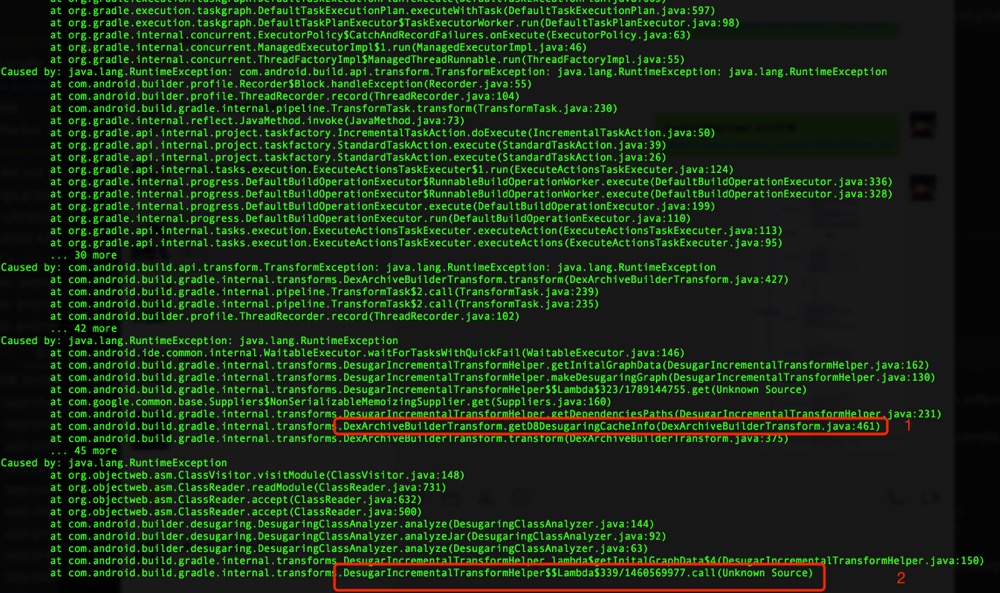 at org.gradle.execution.taskgraph.DefaultTaskExecutionPlan.executeWithTask(DefaultTaskExecutionPlan.java:597)
at org.gradle.execution.taskgraph.DefaultTaskPlanExecutor$TaskExecutorWorker.run(DefaultTaskPlanExecutor.java:98)
at org.gradle.internal.concurrent.ExecutorPolicy$CatchAndRecordFailures.onExecute(ExecutorPolicy.java:63)
at org.gradle.internal.concurrent.ManagedExecutorImpl$1.run(ManagedExecutorImpl.java:46)
at org.gradle.internal.concurrent.ThreadFactoryImpl$ManagedThreadRunnable.run(ThreadFactoryImpl.java:55)
Caused by: java.lang.RuntimeException: com.android.build.api.transform.TransformException: java.lang.RuntimeException: java.lang.RuntimeException
at com.android.builder.profile.Recorder$Block.handleException(Recorder.java:55)
at com.android.builder.profile.ThreadRecorder.record(ThreadRecorder.java:104)
at com.android.build.gradle.internal.pipeline.TransformTask.transform(TransformTask.java:230)
at org.gradle.internal.reflect.JavaMethod.invoke(JavaMethod.java:73)
at org.gradle.api.internal.project.taskfactory.IncrementalTaskAction.doExecute(IncrementalTaskAction.java:50)
at org.gradle.api.internal.project.taskfactory.StandardTaskAction.execute(StandardTaskAction.java:39)
at org.gradle.api.internal.project.taskfactory.StandardTaskAction.execute(StandardTaskAction.java:26)
at org.gradle.api.internal.tasks.execution.ExecuteActionsTaskExecuter$1.run(ExecuteActionsTaskExecuter.java:124)
at org.gradle.internal.progress.DefaultBuildOperationExecutor$RunnableBuildOperationWorker.execute(DefaultBuildOperationExecutor.java:336)
at org.gradle.internal.progress.DefaultBuildOperationExecutor$RunnableBuildOperationWorker.execute(DefaultBuildOperationExecutor.java:328)
at org.gradle.internal.progress.DefaultBuildOperationExecutor.execute(DefaultBuildOperationExecutor.java:199)
at org.gradle.internal.progress.DefaultBuildOperationExecutor.run(DefaultBuildOperationExecutor.java:110)
at org.gradle.api.internal.tasks.execution.ExecuteActionsTaskExecuter.executeAction(ExecuteActionsTaskExecuter.java:113)
at org.gradle.api.internal.tasks.execution.ExecuteActionsTaskExecuter.executeActions(ExecuteActionsTaskExecuter.java:95)
... 30 more
Caused by: com.android.build.api.transform.TransformException: java.lang.RuntimeException: java.lang.RuntimeException
at com.android.build.gradle.internal.transforms.DexArchiveBuilderTransform.transform(DexArchiveBuilderTransform.java:427)
at com.android.build.gradle.internal.pipeline.TransformTask$2.call(TransformTask.java:239)
at com.android.build.gradle.internal.pipeline.TransformTask$2.call(TransformTask.java:235)
at com.android.builder.profile.ThreadRecorder.record(ThreadRecorder.java:102)
... 42 more
Caused by: java.lang.RuntimeException: java.lang.RuntimeException
at com.android.ide.common.internal.WaitableExecutor.waitForTasksWithQuickFail(WaitableExecutor.java:146)
at com.android.build.gradle.internal.transforms.DesugarIncrementalTransformHelper.getInitalGraphData(DesugarIncrementalTransformHelper.java:162)
at com.android.build.gradle.internal.transforms.DesugarIncrementalTransformHelper.makeDesugaringGraph(DesugarIncrementalTransformHelper.java:130)
at com.android.build.gradle.internal.transforms.DesugarIncrementalTransformHelper$$Lambda$323/1789144755.get(Unknown Source)
at com.google.common.base.Suppliers$NonSerializableMemoizingSupplier.get(Suppliers.java:160)
at com.android.build.gradle.internal.transforms.DesugarIncrementalTransformHelper.getDependenciesPaths(DesugarIncrementalTransformHelper.java:231)
at com.android.build.gradle.internal.transforms.DexArchiveBuilderTransform.getD8DesugaringCacheInfo(DexArchiveBuilderTransform.java:461) 1
at com.android.build.gradle.internal.transforms.DexArchiveBuilderTransform.transform(DexArchiveBuilderTransform.java:375)
... 45 more
Caused by: java.lang.RuntimeException
at org.objectweb.asm.ClassVisitor.visitModule(ClassVisitor.java:148)
at org.objectweb.asm.ClassReader.readModule(ClassReader.java:731)
at org.objectweb.asm.ClassReader.accept(ClassReader.java:632)
at org.objectweb.asm.ClassReader.accept(ClassReader.java:500)
at com.android.builder.desugaring.DesugaringClassAnalyzer.analyze(DesugaringClassAnalyzer.java:144)
at com.android.builder.desugaring.DesugaringClassAnalyzer.analyzeJar(DesugaringClassAnalyzer.java:92)
at com.android.builder.desugaring.DesugaringClassAnalyzer.analyze(DesugaringClassAnalyzer.java:63)
at com.android.build.gradle.internal.transforms.DesugarIncrementalTransformHelper.lambda$getInitalGraphData$4(DesugarIncrementalTransformHelper.java:150)
at com.android.build.gradle.internal.transforms.DesugarIncrementalTransformHelper$$Lambda$339/1460569977.call(Unknown Source) 2